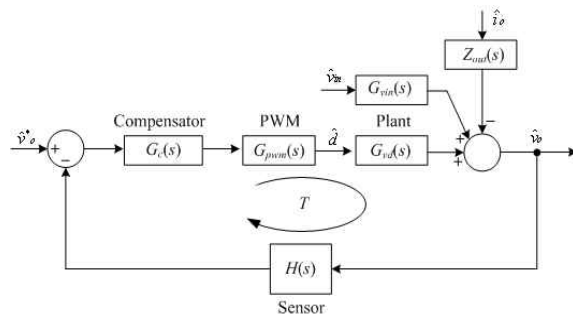 î_o
Z_out(s)
v̂_in
G_vin(s)
−
Compensator
PWM
Plant
v̂*_o
+
−
G_c(s)
G_pwm(s)
d̂
G_vd(s)
+
+
v̂_o
T
H(s)
Sensor